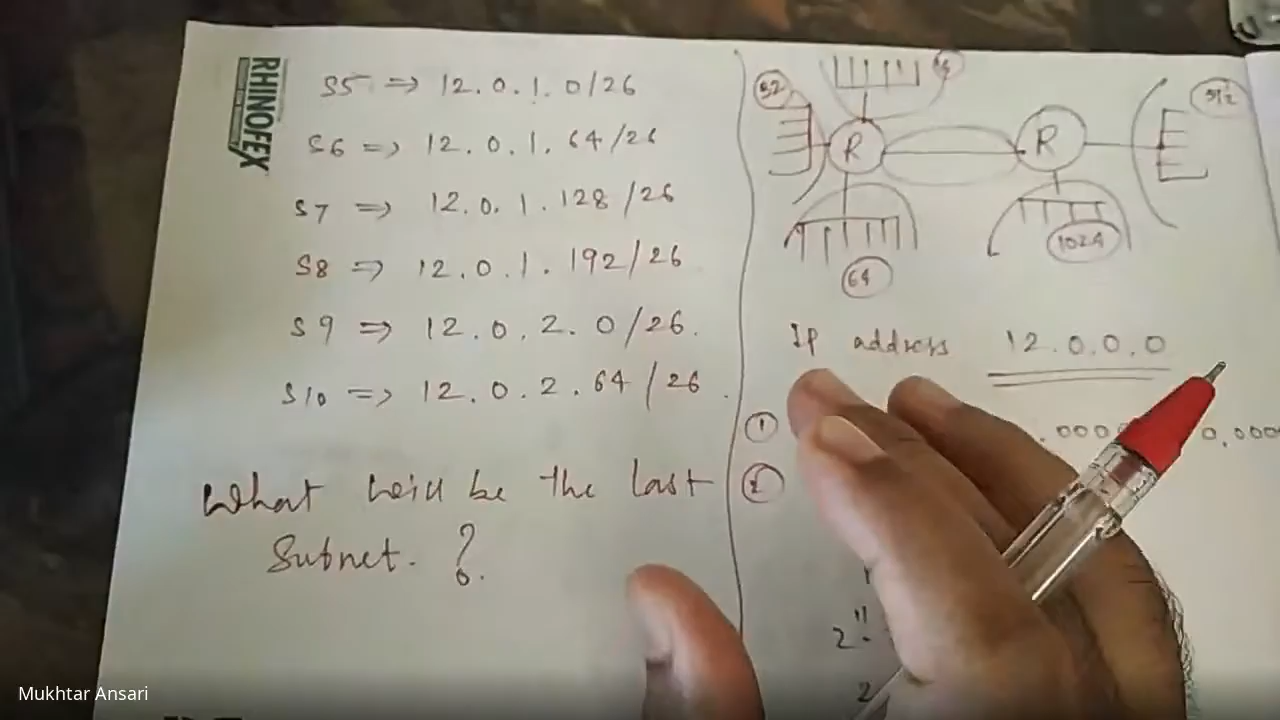 RHINOFEX
S5 => 12.0.1.0/26
S6 => 12.0.1.64/26
S7 => 12.0.1.128/26
S8 => 12.0.1.192/26
S9 => 12.0.2.0/26.
S10 => 12.0.2.64/26.
What will be the last
Subnet. ?
R
R
512
64
1024
IP address 12.0.0.0
①
②
Mukhtar Ansari